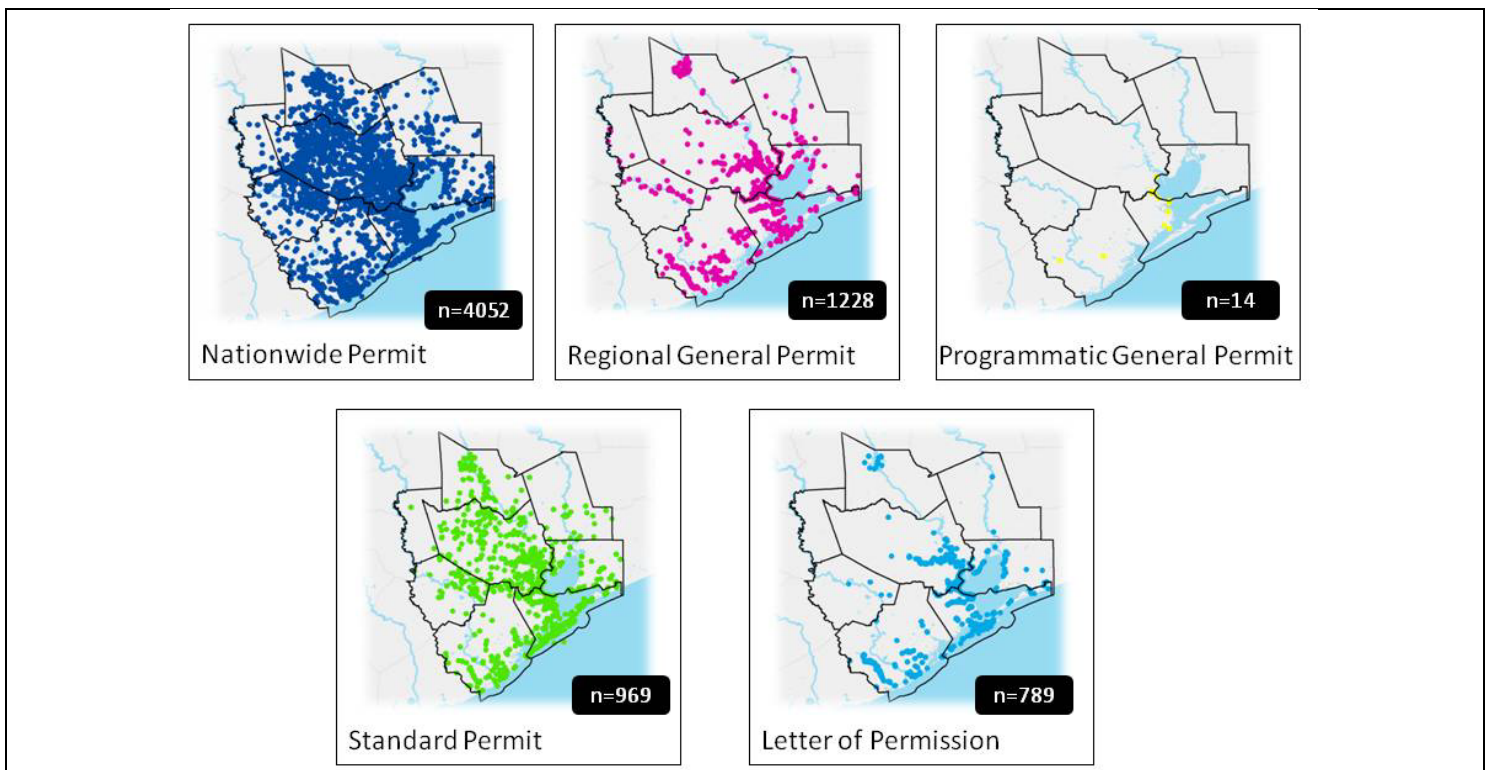 n=4052
Nationwide Permit
n=1228
Regional General Permit
n=14
Programmatic General Permit
n=969
Standard Permit
n=789
Letter of Permission